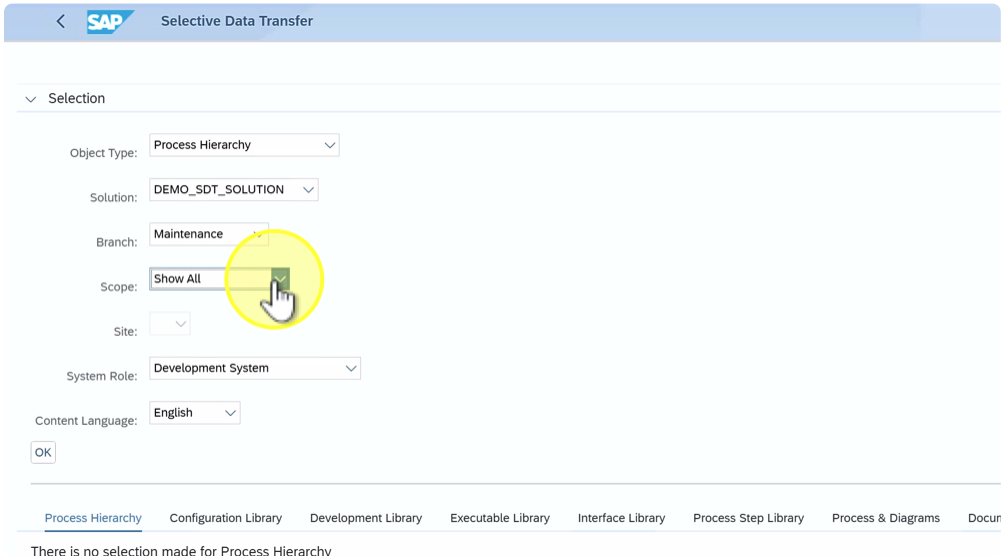 SAP Selective Data Transfer
Selection
Object Type: Process Hierarchy
Solution: DEMO_SDT_SOLUTION
Branch: Maintenance
Scope: Show All
Site:
System Role: Development System
Content Language: English
OK
Process Hierarchy Configuration Library Development Library Executable Library Interface Library Process Step Library Process & Diagrams
There is no selection made for Process Hierarchy